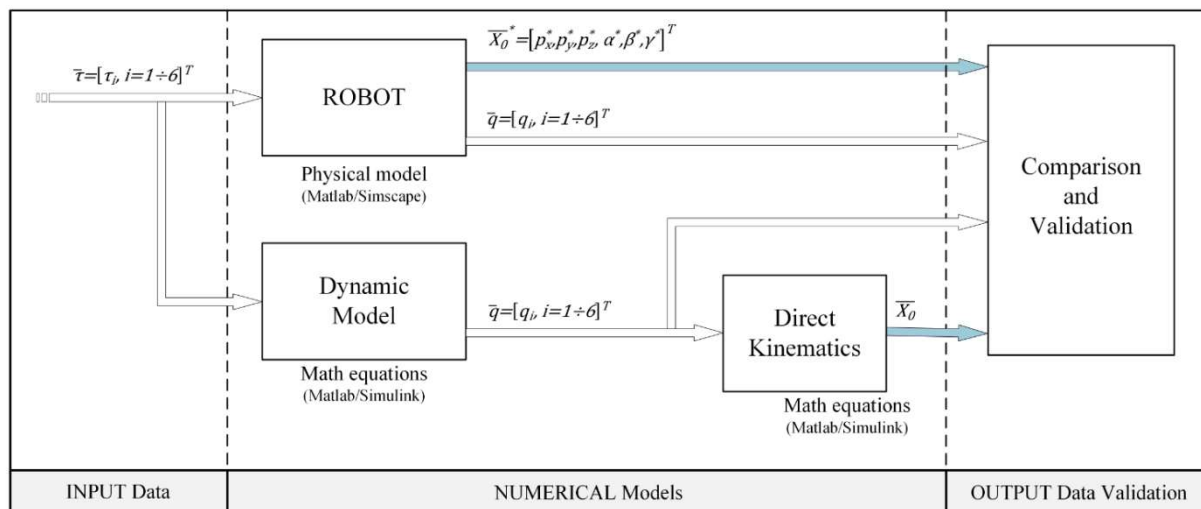 X̅₀*=[p*ₓ,p*ᵧ,p*_z, α*,β*,γ*]ᵀ
τ̅=[τᵢ, i=1÷6]ᵀ
ROBOT
q̅=[qᵢ, i=1÷6]ᵀ
Physical model
(Matlab/Simscape)
Comparison
and
Validation
Dynamic
Model
q̅=[qᵢ, i=1÷6]ᵀ
Direct
Kinematics
X̅₀
Math equations
(Matlab/Simulink)
Math equations
(Matlab/Simulink)
INPUT Data
NUMERICAL Models
OUTPUT Data Validation